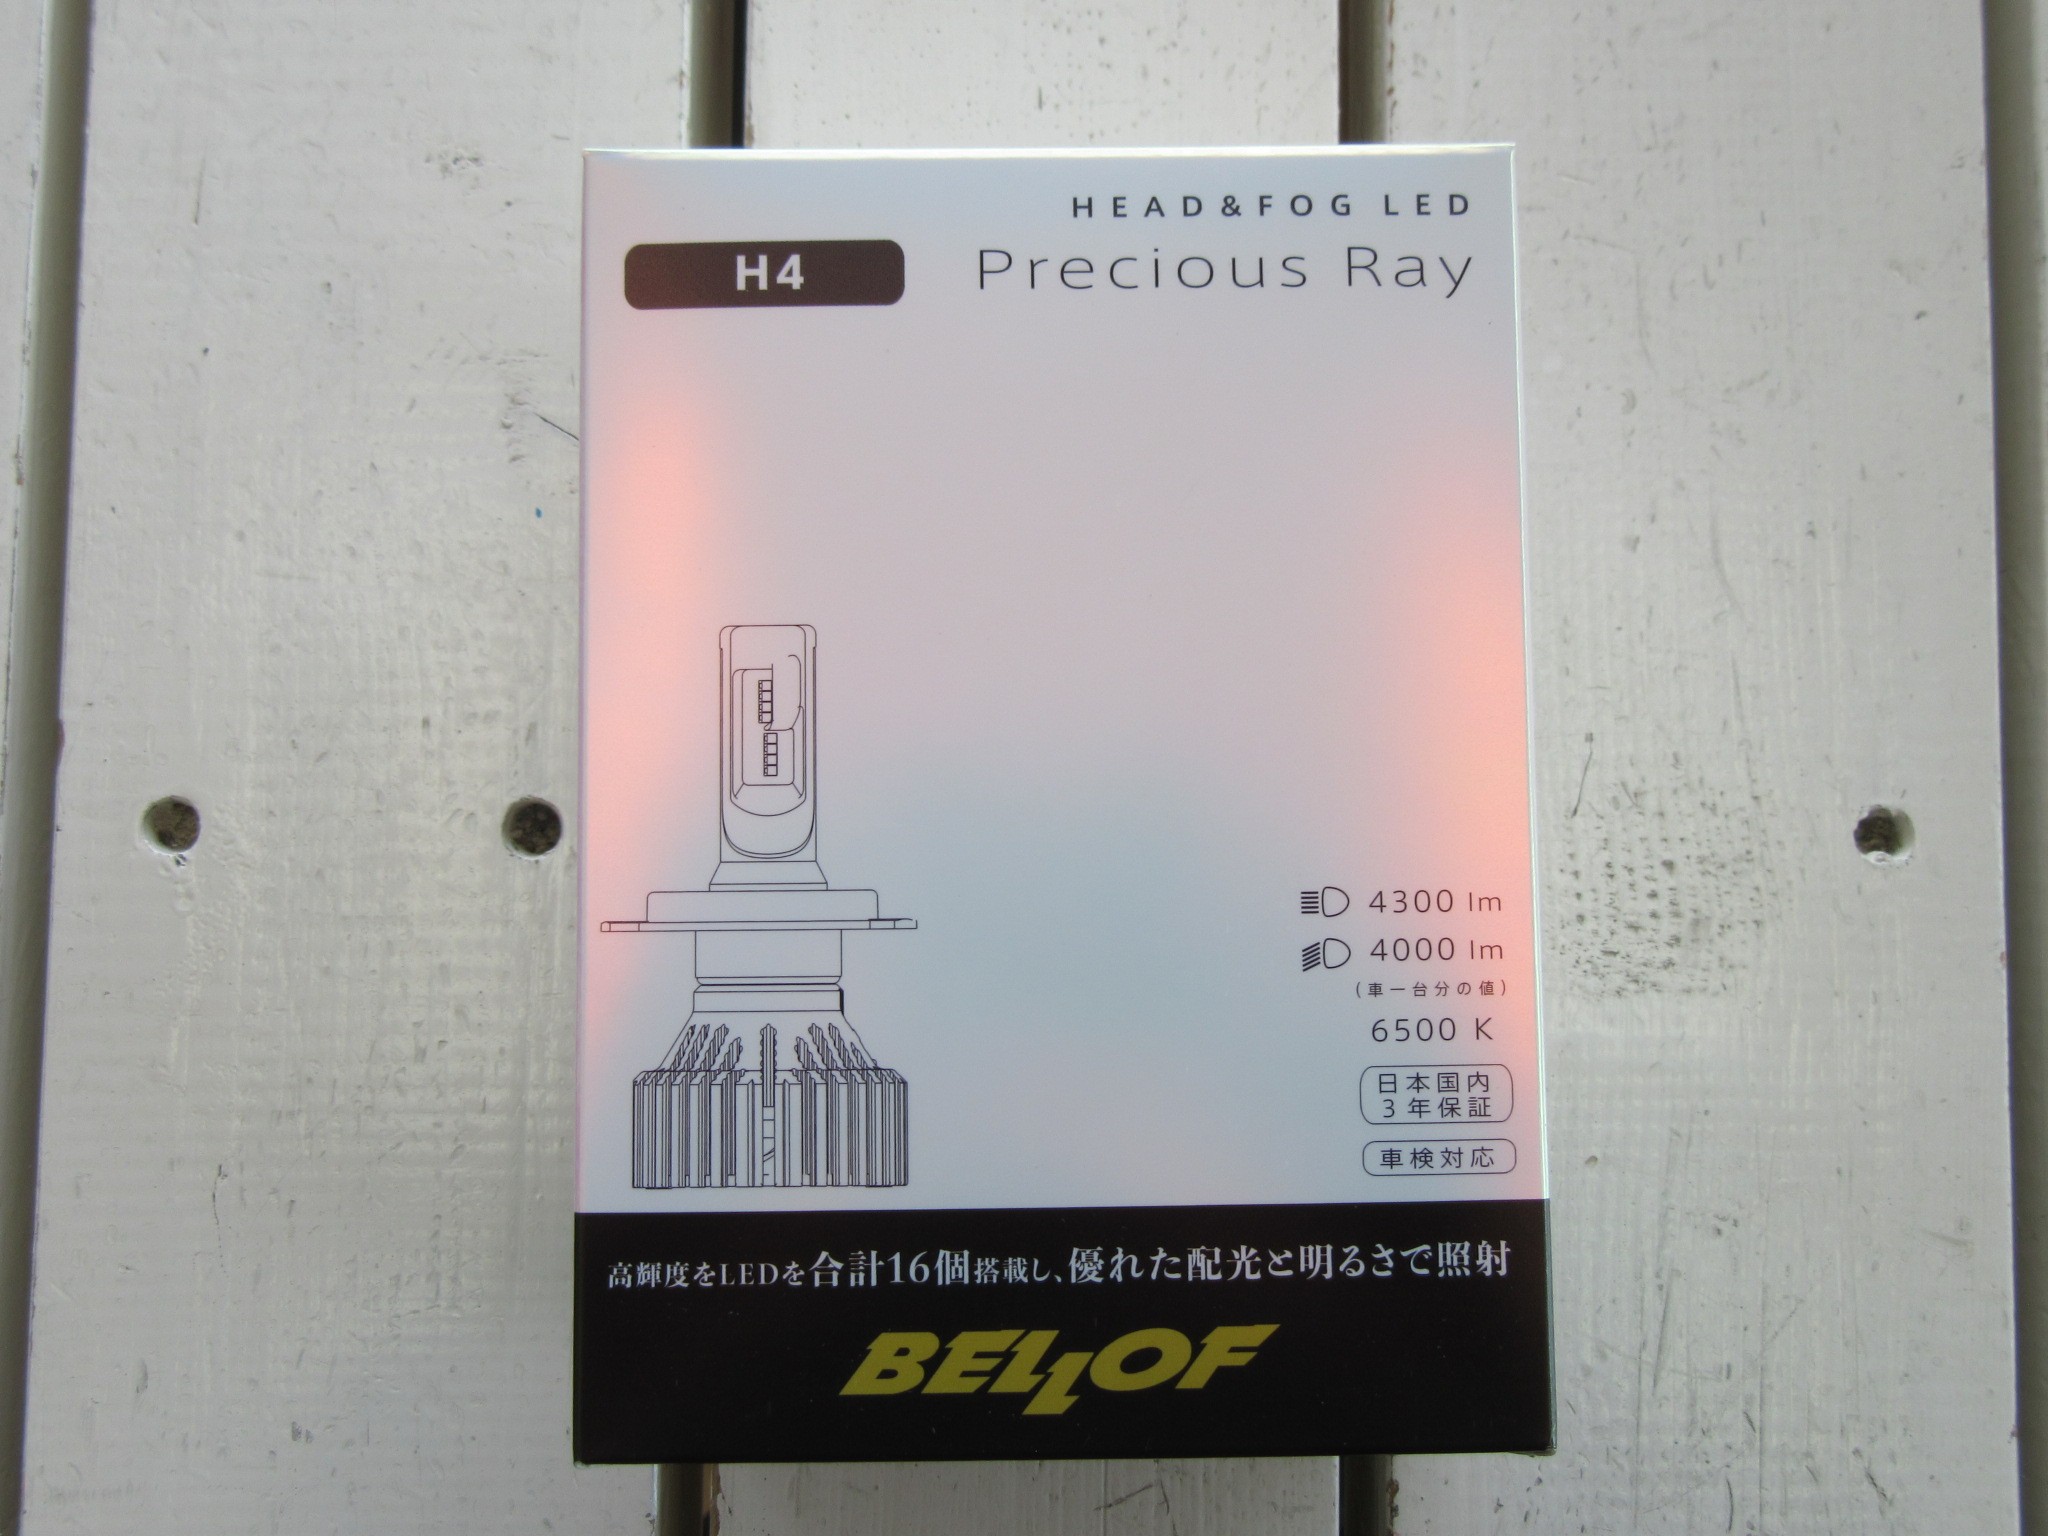 HEAD&FOG LED
H4
Precious Ray
4300 lm
4000 lm
(車一台分の値)
6500 K
日本国内
3年保証
車検対応
高輝度をLEDを合計16個搭載し、優れた配光と明るさで照射
BELLOF